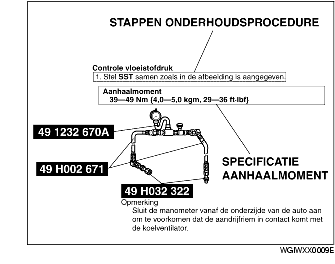 STAPPEN ONDERHOUDSPROCEDURE
Controle vloeistofdruk
1. Stel SST samen zoals in de afbeelding is aangegeven.
Aanhaalmoment
39—49 Nm {4,0—5,0 kgm, 29—36 ft·lbf}
49 1232 670A
49 H002 671
SPECIFICATIE
AANHAALMOMENT
49 H032 322
Opmerking
Sluit de manometer vanaf de onderzijde van de auto aan
om te voorkomen dat de aandrijfriem in contact komt met
de koelventilator.
WGIWXX0009E